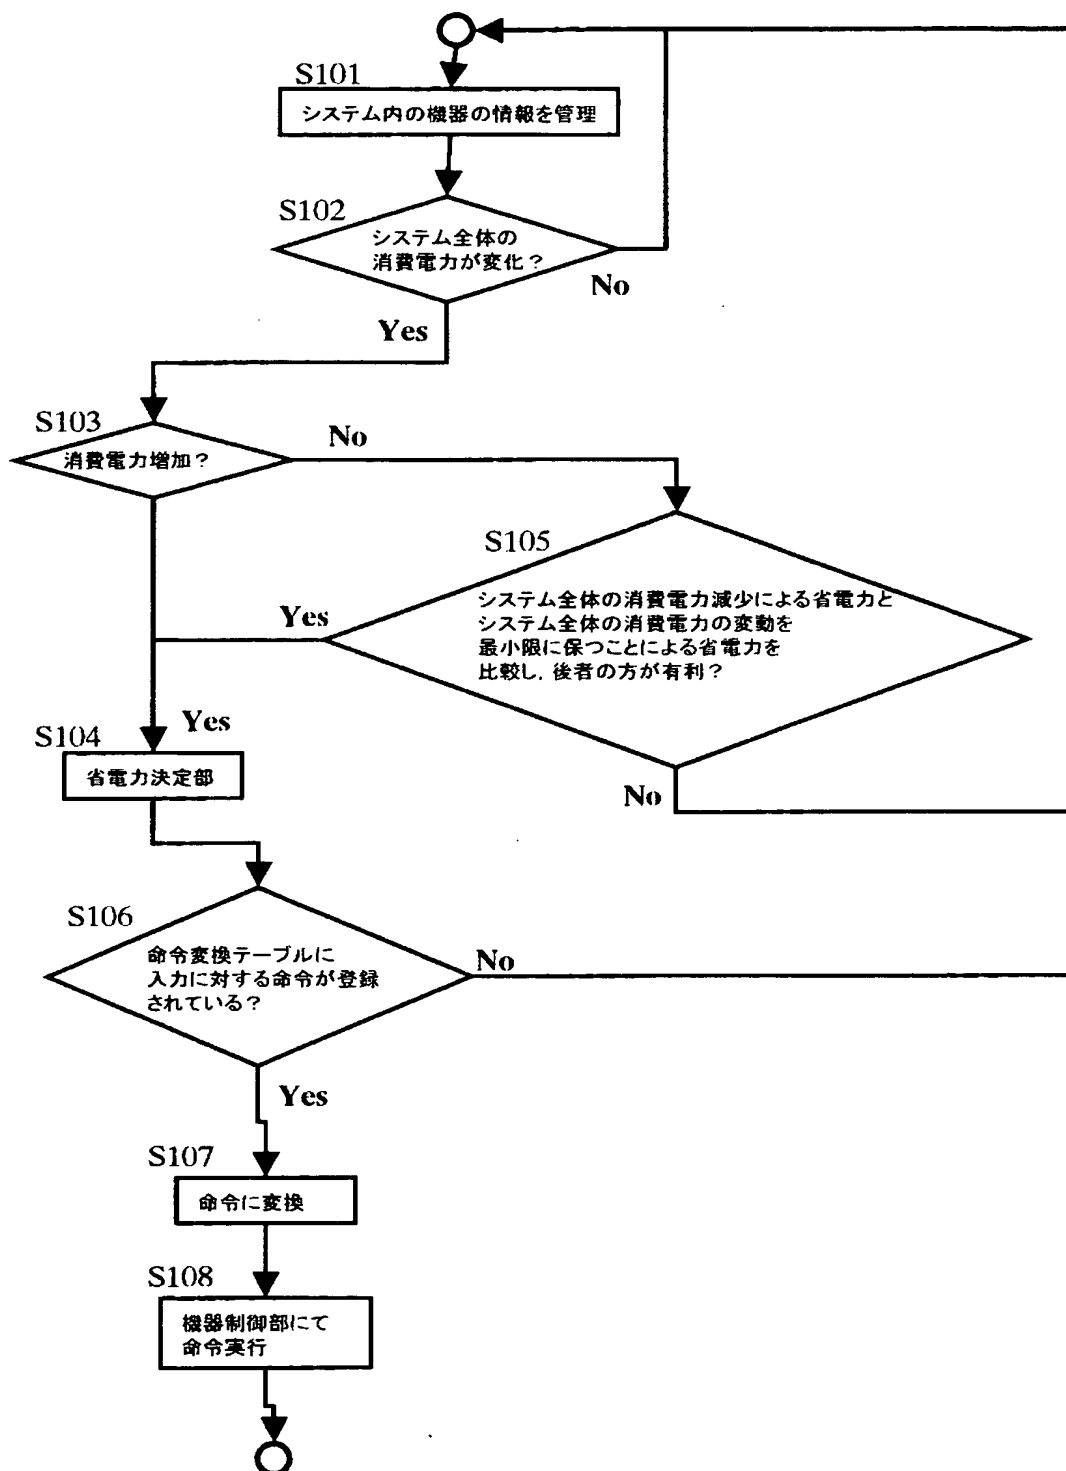 S101
システム内の機器の情報を管理
S102
システム全体の
消費電力が変化？
No
Yes
S103
消費電力増加？
No
S105
システム全体の消費電力減少による省電力と
システム全体の消費電力の変動を
最小限に保つことによる省電力を
比較し, 後者の方が有利？
Yes
Yes
S104
省電力決定部
No
S106
命令変換テーブルに
入力に対する命令が登録
されている？
No
Yes
S107
命令に変換
S108
機器制御部にて
命令実行